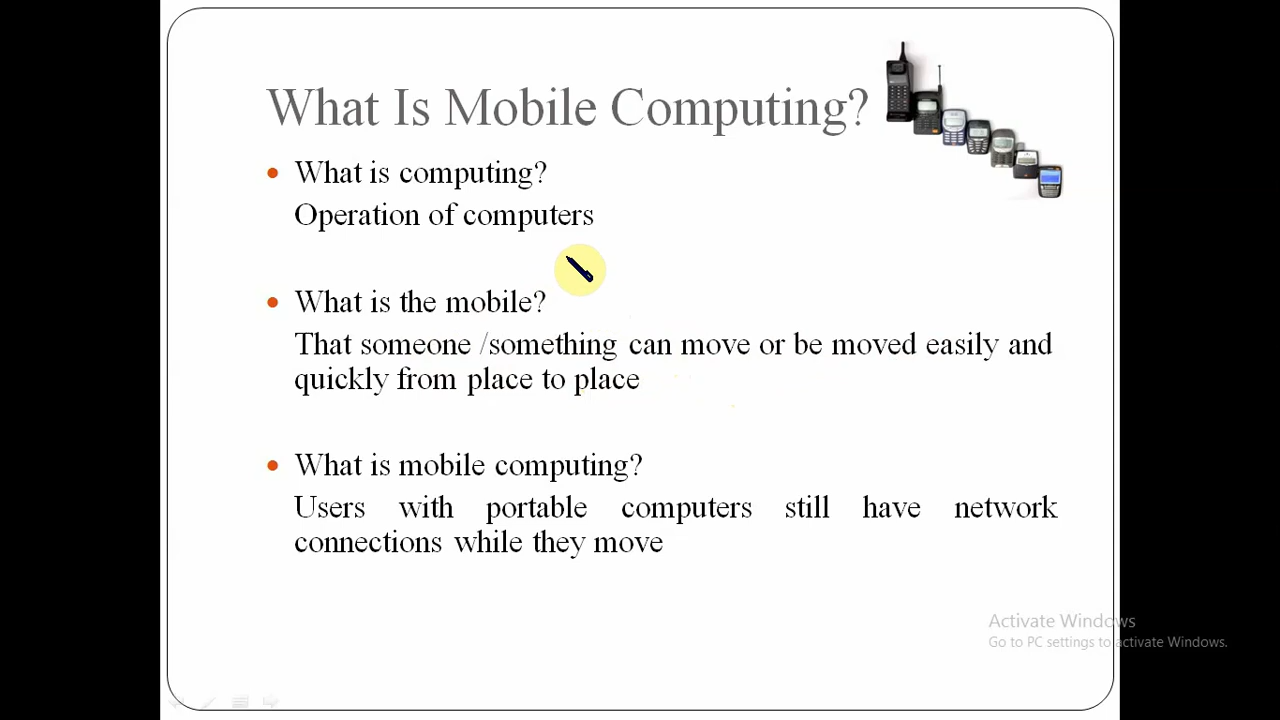 What Is Mobile Computing?
What is computing?
Operation of computers
What is the mobile?
That someone /something can move or be moved easily and
quickly from place to place
What is mobile computing?
Users with portable computers still have network
connections while they move
Activate Windows
Go to PC settings to activate Windows.